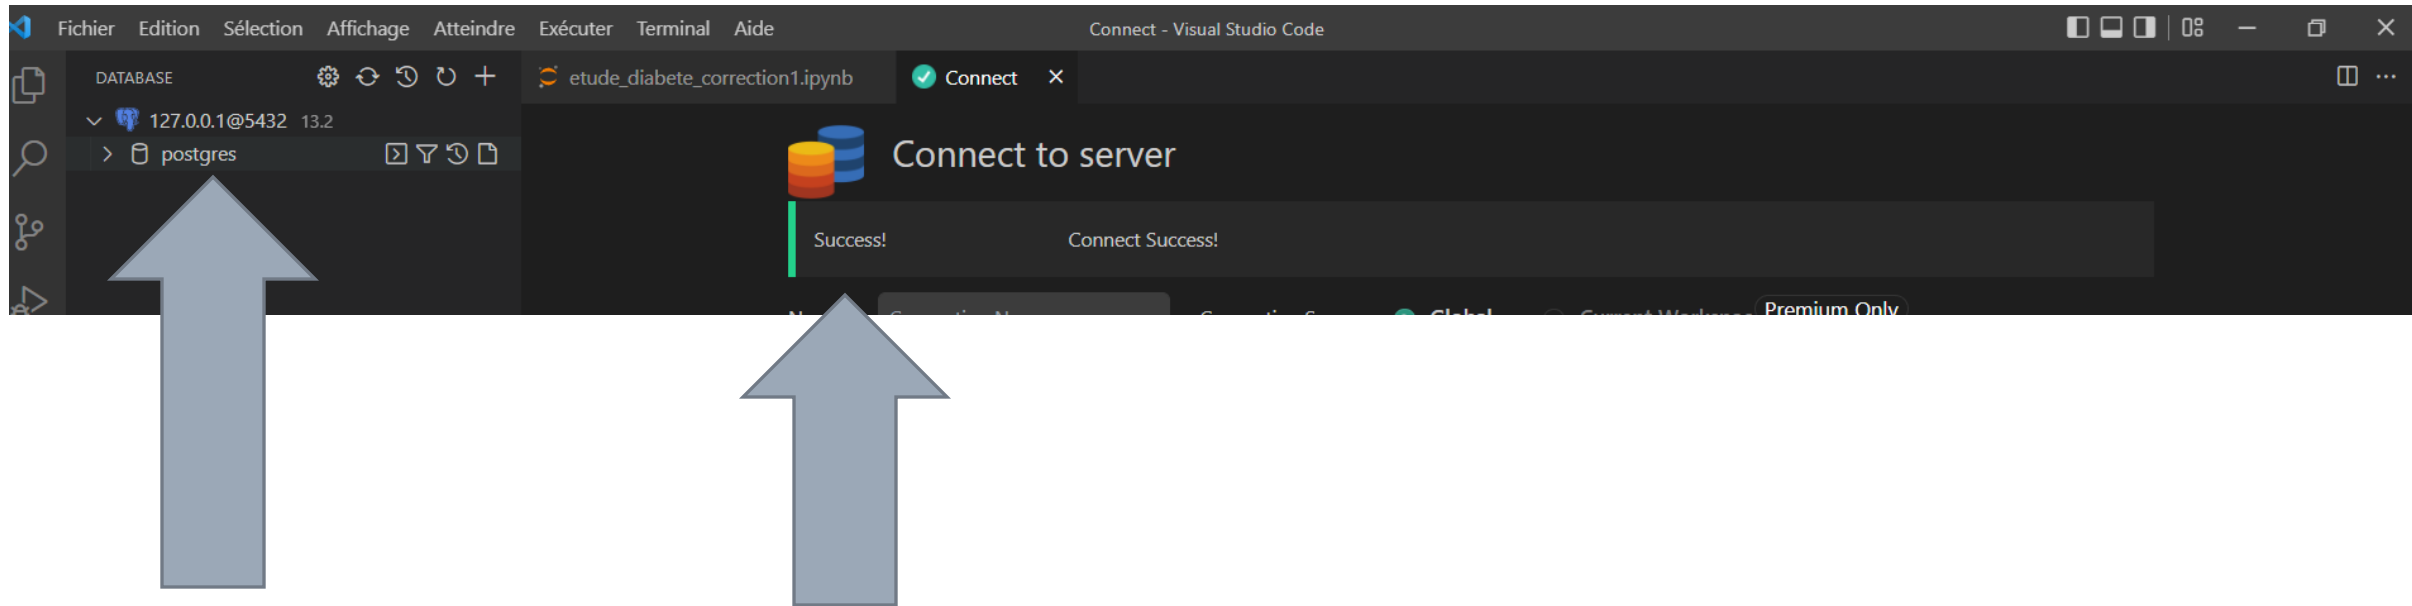 Fichier Edition Sélection Affichage Atteindre Exécuter Terminal Aide Connect - Visual Studio Code
DATABASE etude_diabete_correction1.ipynb Connect
127.0.0.1@5432 13.2
postgres
Connect to server
Success! Connect Success!
Global Premium Only